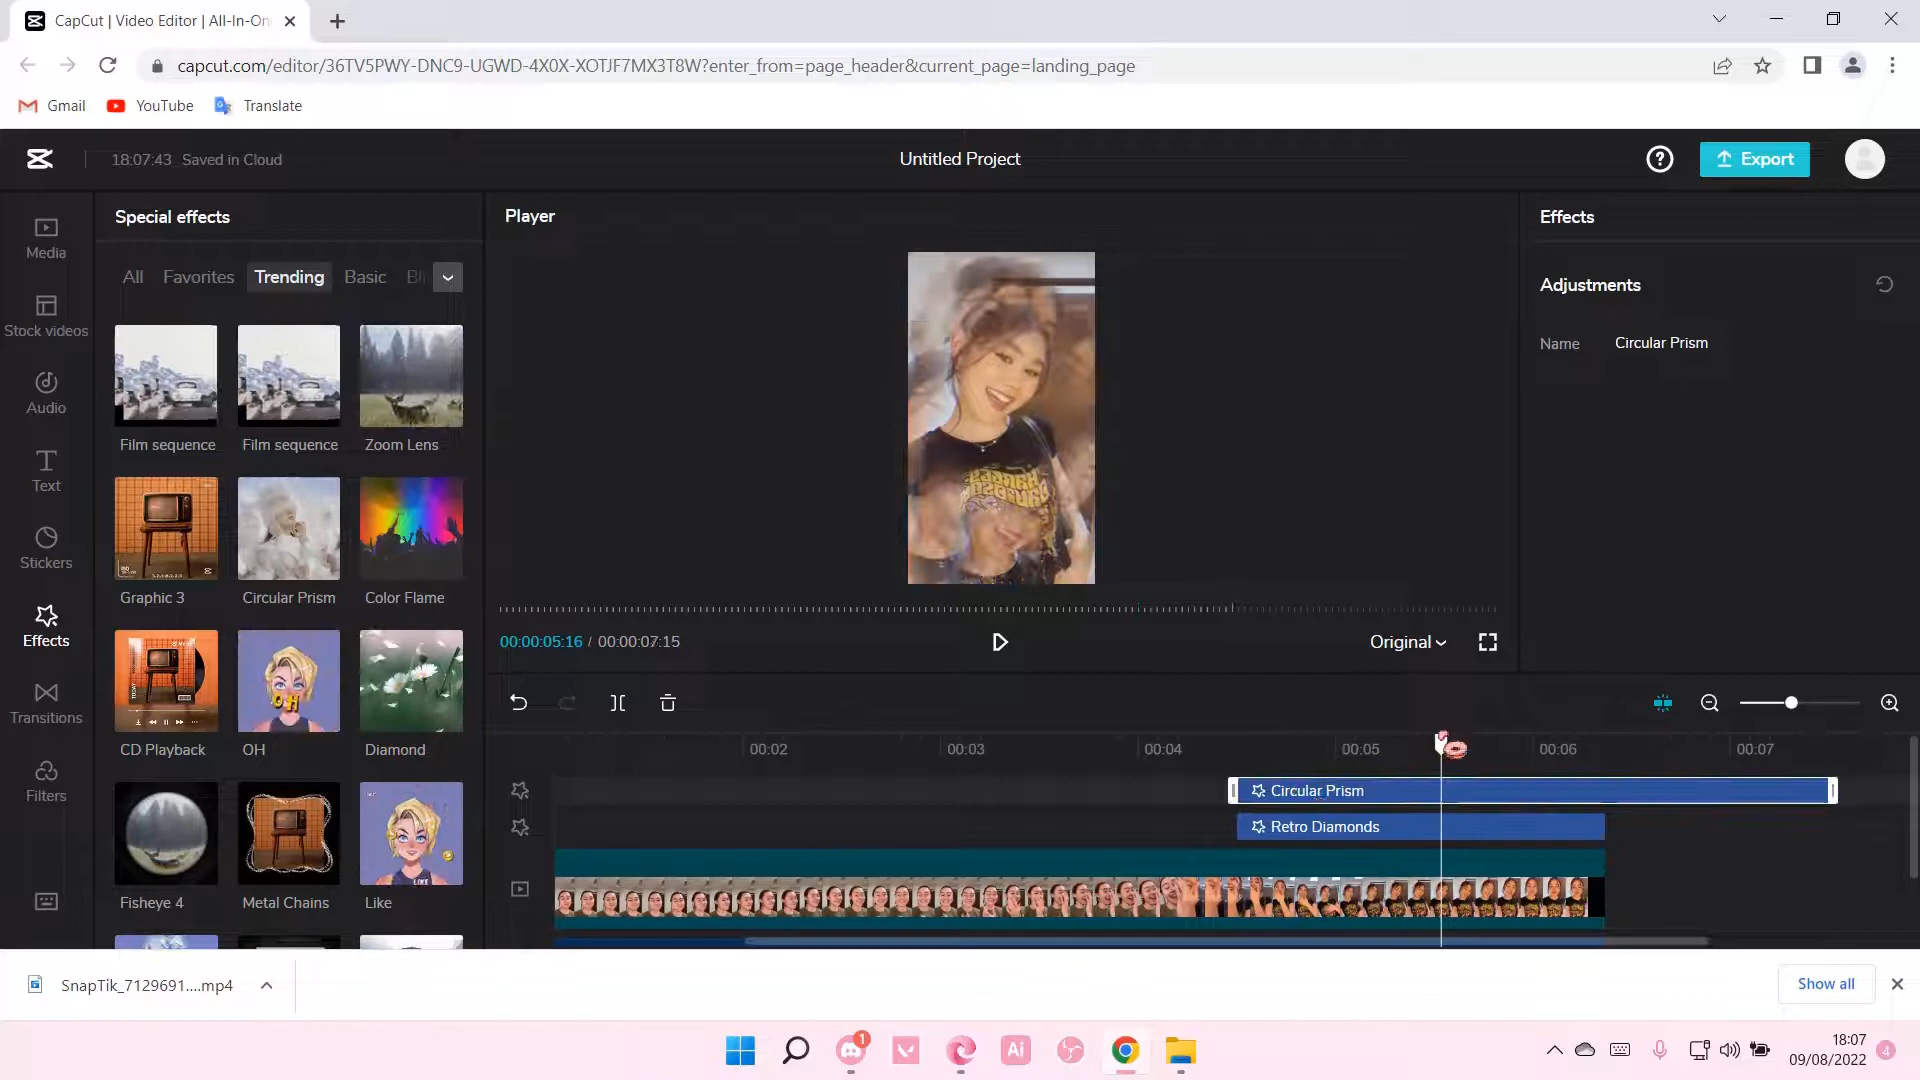 CapCut | Video Editor | All-In-On
capcut.com/editor/36TV5PWY-DNC9-UGWD-4X0X-XOTJF7MX3T8W?enter_from=page_header&current_page=landing_page
Gmail YouTube Translate
18:07:43 Saved in Cloud
Untitled Project
Export
Media
Stock videos
Audio
Text
Stickers
Effects
Transitions
Filters
Special effects
All Favorites Trending Basic Bl
Film sequence Film sequence Zoom Lens
Graphic 3 Circular Prism Color Flame
CD Playback OH Diamond
Fisheye 4 Metal Chains Like
Player
00:00:05:16 / 00:00:07:15
Original
Effects
Adjustments
Name Circular Prism
00:02 00:03 00:04 00:05 00:06 00:07
Circular Prism
Retro Diamonds
SnapTik_7129691....mp4
Show all
1
Ai
18:07
09/08/2022
4